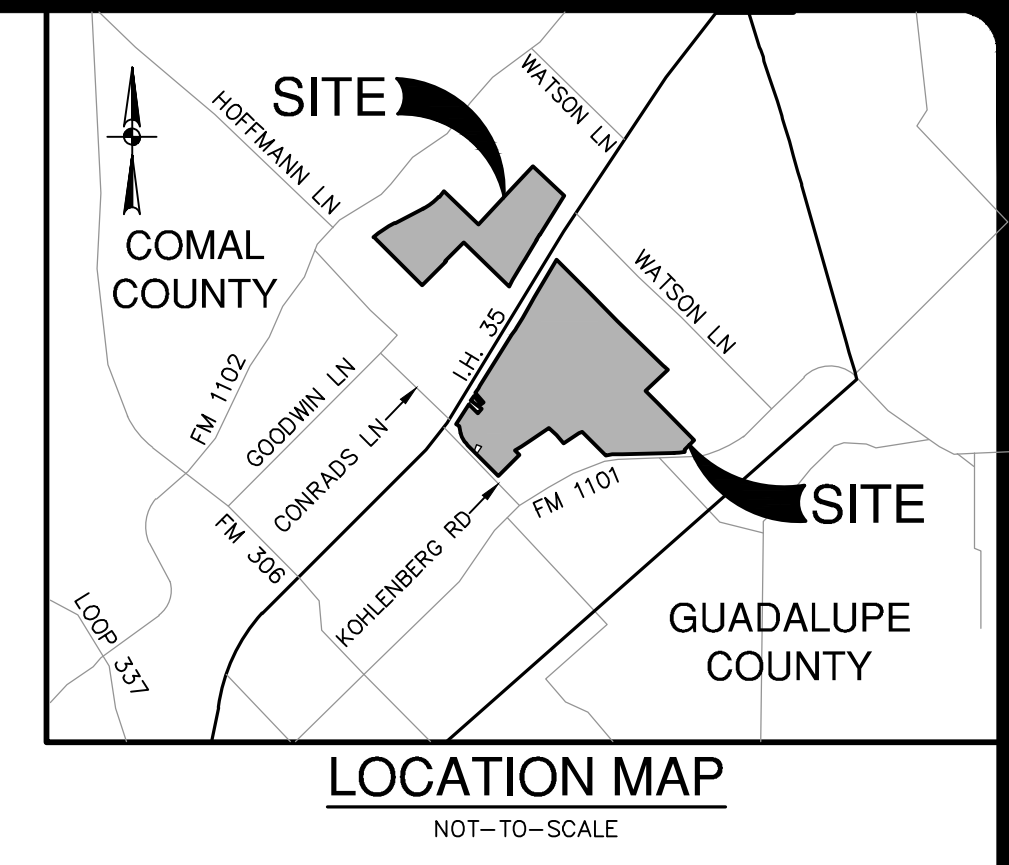 SITE
WATSON LN
HOFFMANN LN
COMAL
COUNTY
WATSON LN
I.H. 35
FM 1102
GOODWIN LN
CONRADS LN
SITE
FM 1101
FM 306
KOHLENBERG RD
LOOP 337
GUADALUPE
COUNTY
LOCATION MAP
NOT-TO-SCALE